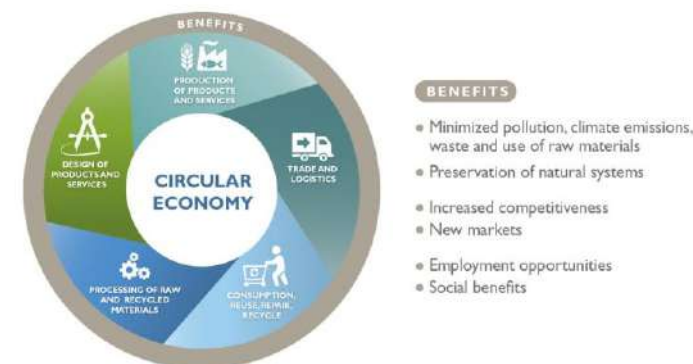 BENEFITS
PRODUCTION
OF PRODUCTS
AND SERVICES
TRADE AND
LOGISTICS
CONSUMPTION,
REUSE, REPAIR,
RECYCLE
PROCESSING OF RAW
AND RECYCLED
MATERIALS
DESIGN OF
PRODUCTS AND
SERVICES
CIRCULAR
ECONOMY
BENEFITS
Minimized pollution, climate emissions,
waste and use of raw materials
Preservation of natural systems
Increased competitiveness
New markets
Employment opportunities
Social benefits